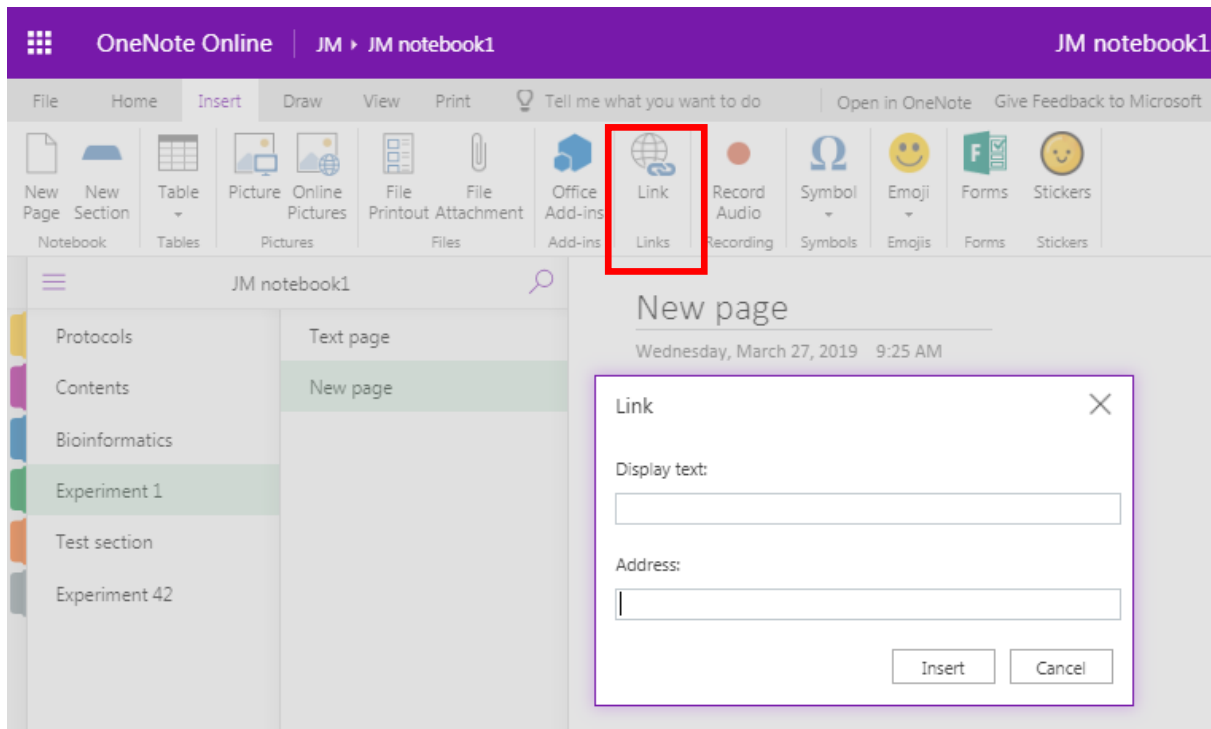 OneNote Online JM ▸ JM notebook1 JM notebook1
File Home Insert Draw View Print Tell me what you want to do Open in OneNote Give Feedback to Microsoft
New Page
New Section
Table
Picture
Online Pictures
File Printout
File Attachment
Office Add-ins
Link
Record Audio
Symbol
Emoji
F
Forms
Stickers
Notebook Tables Pictures Files Add-ins Links Recording Symbols Emojis Forms Stickers
JM notebook1
Protocols
Contents
Bioinformatics
Experiment 1
Test section
Experiment 42
Text page
New page
New page
Wednesday, March 27, 2019 9:25 AM
Link
Display text:
Address:
Insert Cancel